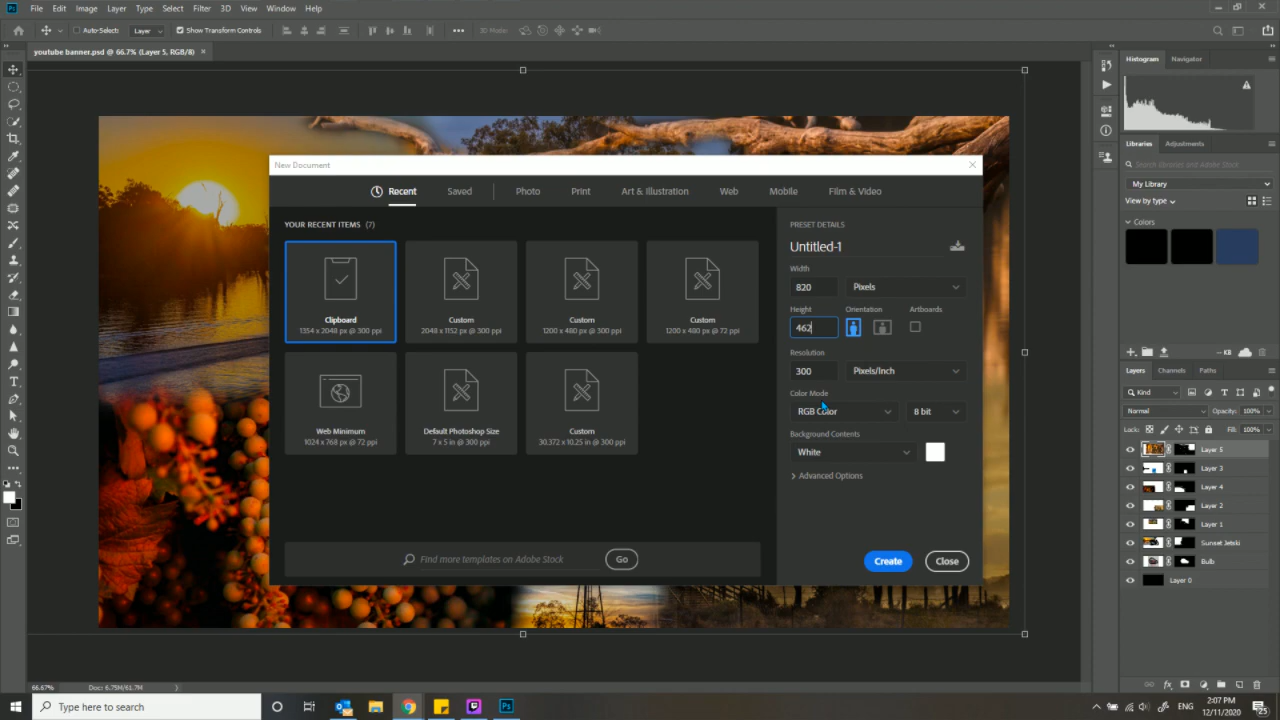 Ps File Edit Image Layer Type Select Filter 3D View Window Help
Auto-Select: Layer Show Transform Controls 3D Mode:
youtube banner.psd @ 66.7% (Layer 5, RGB/8) ×
New Document
Recent Saved Photo Print Art & Illustration Web Mobile Film & Video
YOUR RECENT ITEMS (7)
Clipboard
1354 x 2048 px @ 300 ppi
Custom
2048 x 1152 px @ 300 ppi
Custom
1200 x 480 px @ 300 ppi
Custom
1200 x 480 px @ 72 ppi
Web Minimum
1024 x 768 px @ 72 ppi
Default Photoshop Size
7 x 5 in @ 300 ppi
Custom
30.372 x 10.25 in @ 300 ppi
Find more templates on Adobe Stock Go
PRESET DETAILS
Untitled-1
Width
820 Pixels
Height Orientation Artboards
462
Resolution
300 Pixels/Inch
Color Mode
RGB Color 8 bit
Background Contents
White
Advanced Options
Create Close
Histogram Navigator
Libraries Adjustments
Search libraries and Adobe Stock
My Library
View by type
Colors
-- KB
Layers Channels Paths
Kind
Normal Opacity: 100%
Lock: Fill: 100%
Layer 5
Layer 3
Layer 4
Layer 2
Layer 1
Sunset Jetski
Bulb
Layer 0
66.67% Doc: 6.75M/61.7M
Type here to search
Ps
ENG
2:07 PM
12/11/2020
25